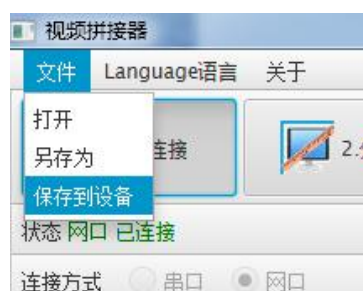 视频拼接器
文件 Language语言 关于
打开
另存为
保存到设备
连接
2.
状态 网口 已连接
连接方式 串口 网口